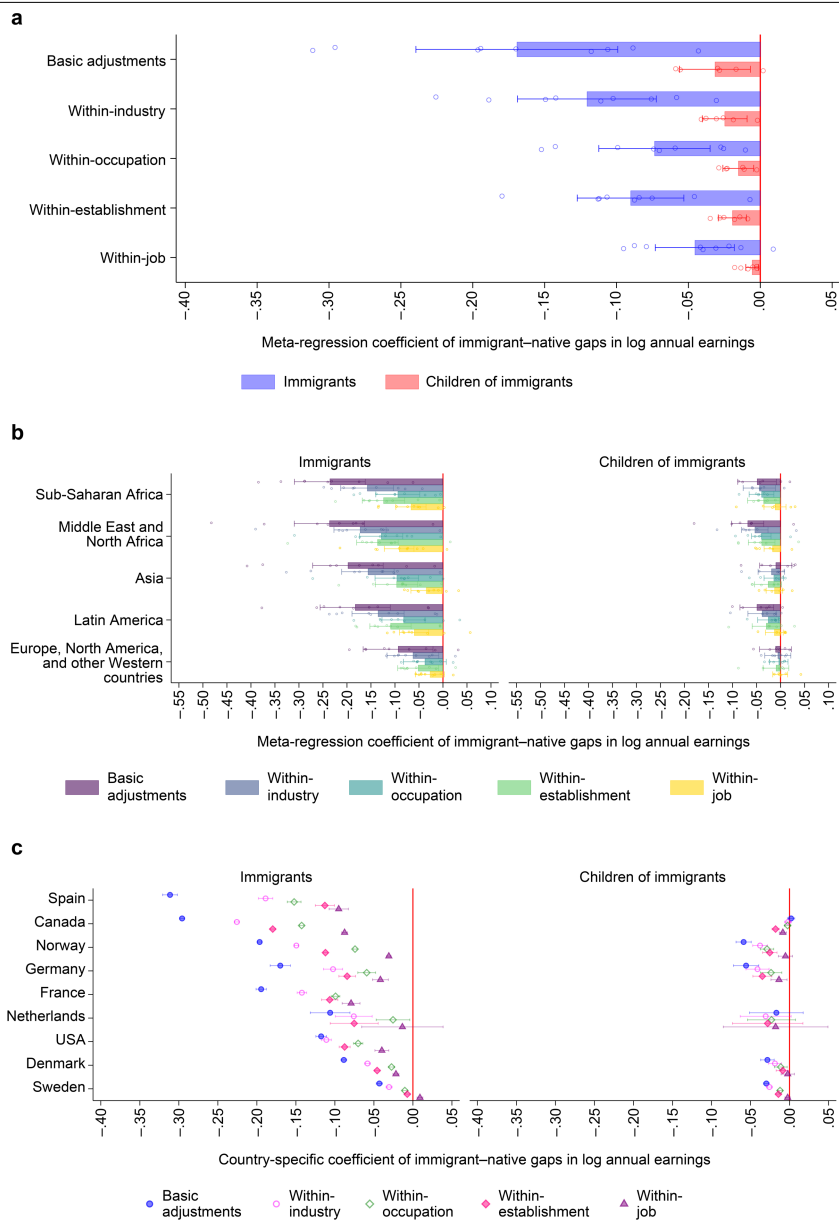 a
Basic adjustments
Within-industry
Within-occupation
Within-establishment
Within-job
–.40 –.35 –.30 –.25 –.20 –.15 –.10 –.05 .00 .05
Meta-regression coefficient of immigrant–native gaps in log annual earnings
Immigrants Children of immigrants
b
Immigrants Children of immigrants
Sub-Saharan Africa
Middle East and
North Africa
Asia
Latin America
Europe, North America,
and other Western
countries
–.55 –.50 –.45 –.40 –.35 –.30 –.25 –.20 –.15 –.10 –.05 .00 .05 .10 –.55 –.50 –.45 –.40 –.35 –.30 –.25 –.20 –.15 –.10 –.05 .00 .05 .10
Meta-regression coefficient of immigrant–native gaps in log annual earnings
Basic Within- Within- Within- Within-
adjustments industry occupation establishment job
c
Immigrants Children of immigrants
Spain
Canada
Norway
Germany
France
Netherlands
USA
Denmark
Sweden
–.40 –.35 –.30 –.25 –.20 –.15 –.10 –.05 .00 .05 –.40 –.35 –.30 –.25 –.20 –.15 –.10 –.05 .00 .05
Country-specific coefficient of immigrant–native gaps in log annual earnings
Basic Within- Within- Within- Within-
adjustments industry occupation establishment job